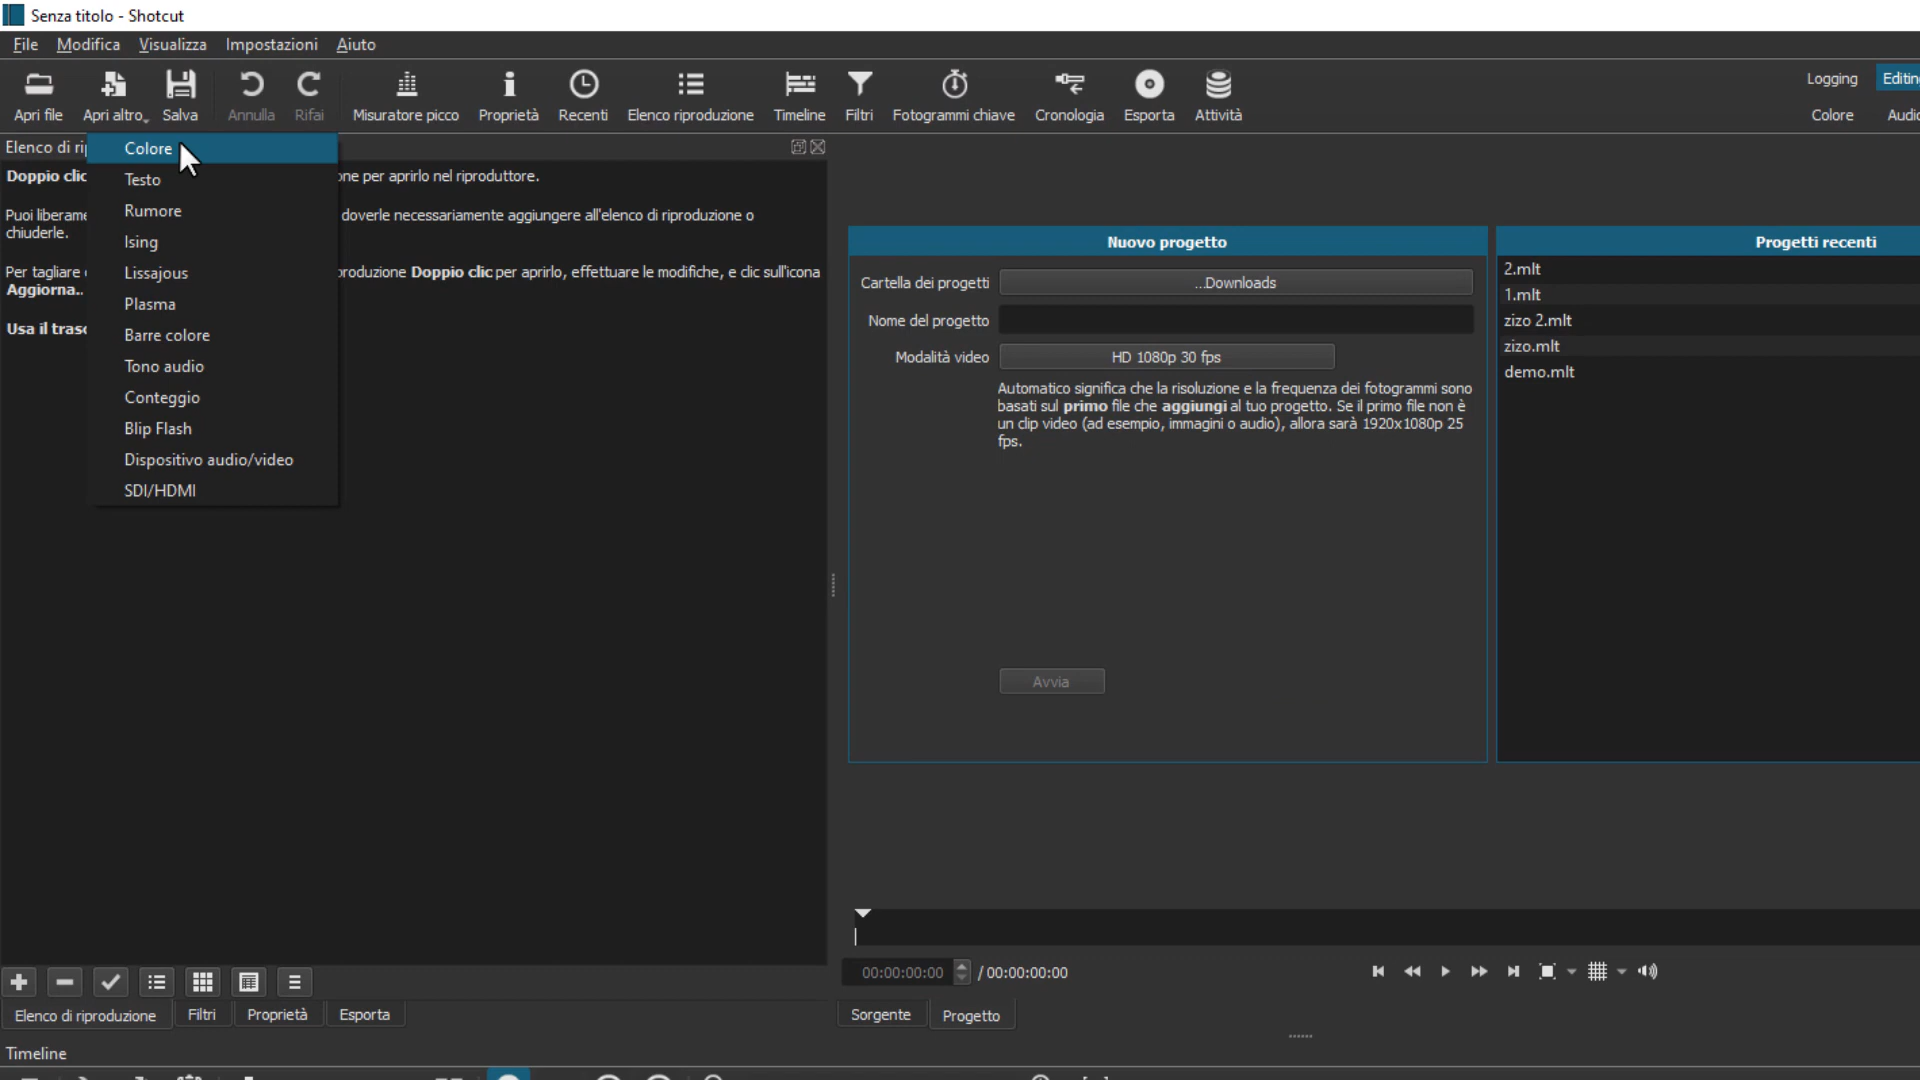 Senza titolo - Shotcut
File Modifica Visualizza Impostazioni Aiuto
Apri file Apri altro Salva Annulla Rifai Misuratore picco Proprietà Recenti Elenco riproduzione Timeline Filtri Fotogrammi chiave Cronologia Esporta Attività
Logging Editin
Colore Audio
Elenco di ri
Colore
Testo
Rumore
Ising
Lissajous
Plasma
Barre colore
Tono audio
Conteggio
Blip Flash
Dispositivo audio/video
SDI/HDMI
Doppio clic one per aprirlo nel riproduttore.
Puoi liberame doverle necessariamente aggiungere all'elenco di riproduzione o
chiuderle.
Per tagliare produzione Doppio clic per aprirlo, effettuare le modifiche, e clic sull'icona
Aggiorna..
Usa il tras
Nuovo progetto
Cartella dei progetti ...Downloads
Nome del progetto
Modalità video HD 1080p 30 fps
Automatico significa che la risoluzione e la frequenza dei fotogrammi sono
basati sul primo file che aggiungi al tuo progetto. Se il primo file non è
un clip video (ad esempio, immagini o audio), allora sarà 1920x1080p 25
fps.
Avvia
Progetti recenti
2.mlt
1.mlt
zizo 2.mlt
zizo.mlt
demo.mlt
00:00:00:00 / 00:00:00:00
Elenco di riproduzione Filtri Proprietà Esporta
Sorgente Progetto
Timeline